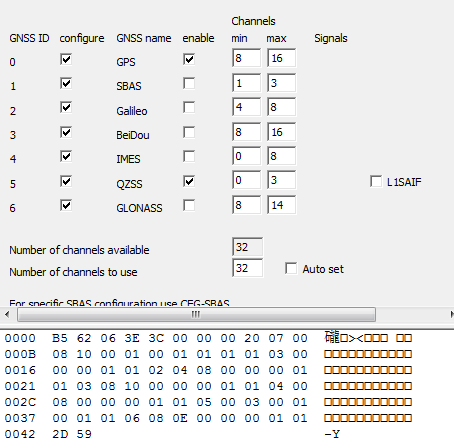 Channels
GNSS ID configure GNSS name enable min max Signals
0 GPS 8 16
1 SBAS 1 3
2 Galileo 4 8
3 BeiDou 8 16
4 IMES 0 8
5 QZSS 0 3 L1SAIF
6 GLONASS 8 14
Number of channels available 32
Number of channels to use 32 Auto set
For specific SBAS configuration use CFG-SBAS
0000 B5 62 06 3E 3C 00 00 00 20 07 00
000B 08 10 00 01 00 01 01 01 01 03 00
0016 00 00 01 01 02 04 08 00 00 00 01
0021 01 03 08 10 00 00 00 01 01 04 00
002C 08 00 00 00 01 01 05 00 03 00 01
0037 00 01 01 06 08 0E 00 00 00 01 01
0042 2D 59 -Y